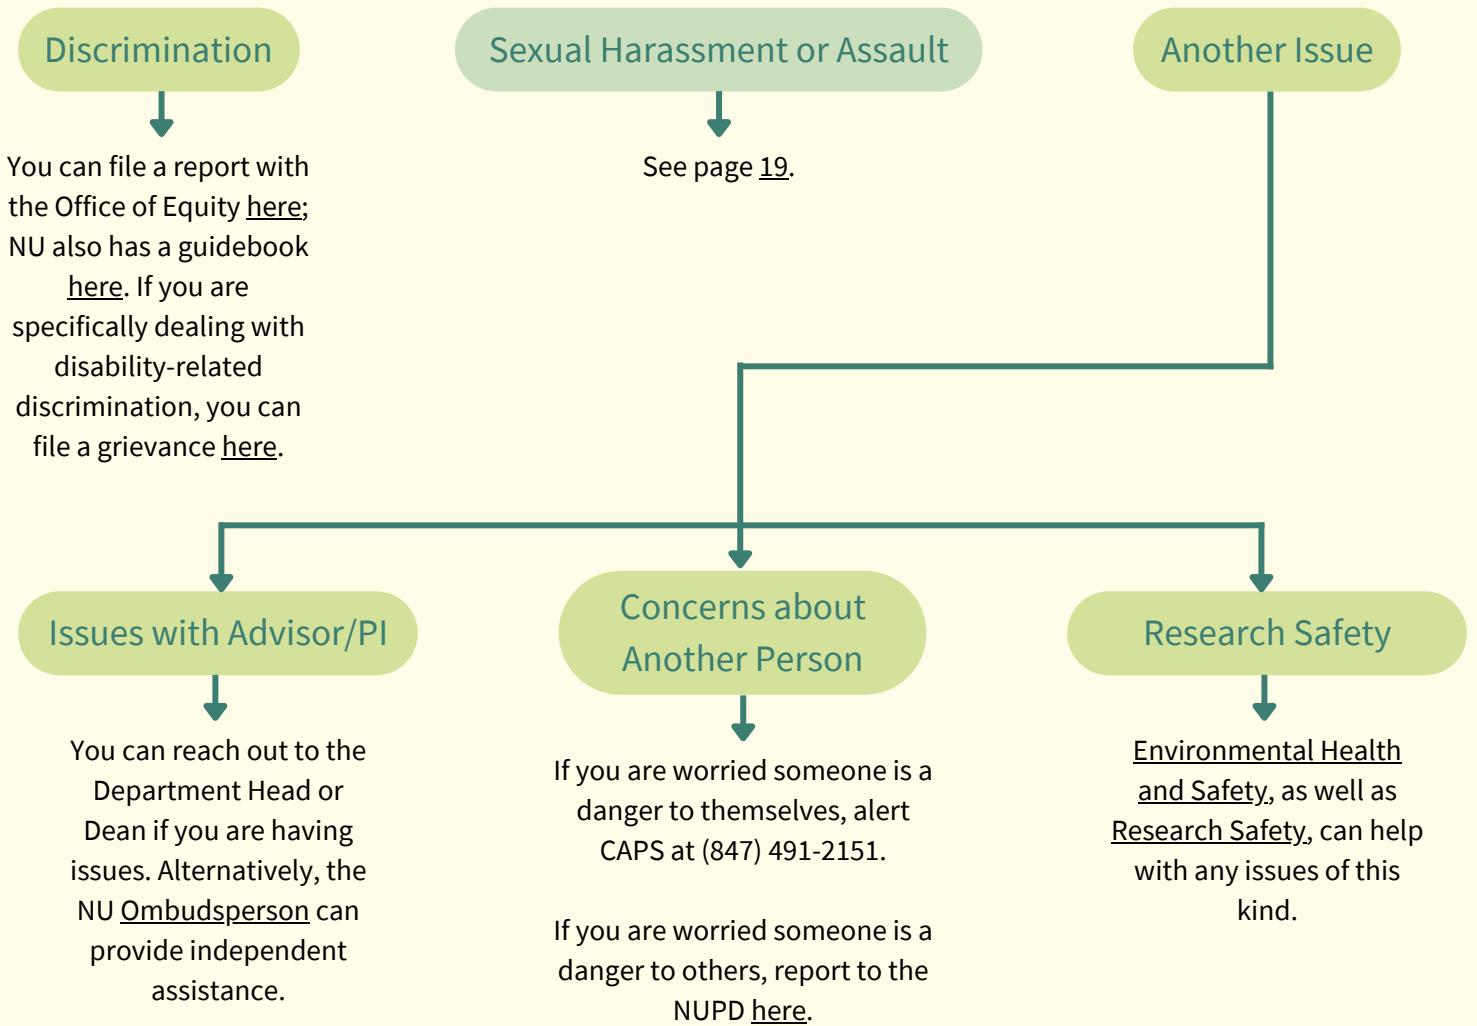 Discrimination
Sexual Harassment or Assault
Another Issue
You can file a report with
the Office of Equity here;
NU also has a guidebook
here. If you are
specifically dealing with
disability-related
discrimination, you can
file a grievance here.
See page 19.
Issues with Advisor/PI
You can reach out to the
Department Head or
Dean if you are having
issues. Alternatively, the
NU Ombudsperson can
provide independent
assistance.
Concerns about
Another Person
If you are worried someone is a
danger to themselves, alert
CAPS at (847) 491-2151.
If you are worried someone is a
danger to others, report to the
NUPD here.
Research Safety
Environmental Health
and Safety, as well as
Research Safety, can help
with any issues of this
kind.